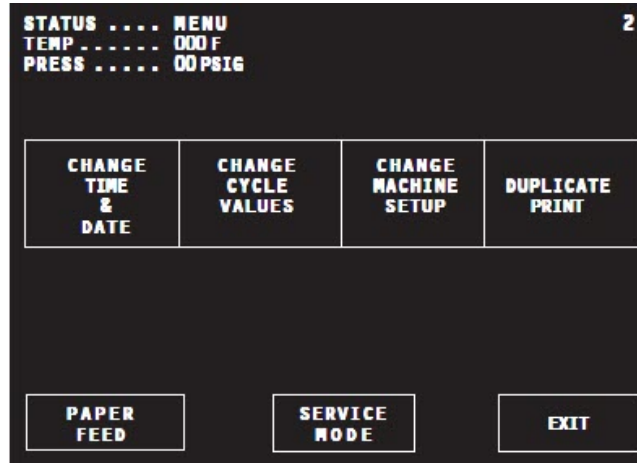 STATUS .... MENU 2
TEMP ...... 000 F
PRESS ..... 00 PSIG
CHANGE
TIME
&
DATE
CHANGE
CYCLE
VALUES
CHANGE
MACHINE
SETUP
DUPLICATE
PRINT
PAPER
FEED
SERVICE
MODE
EXIT